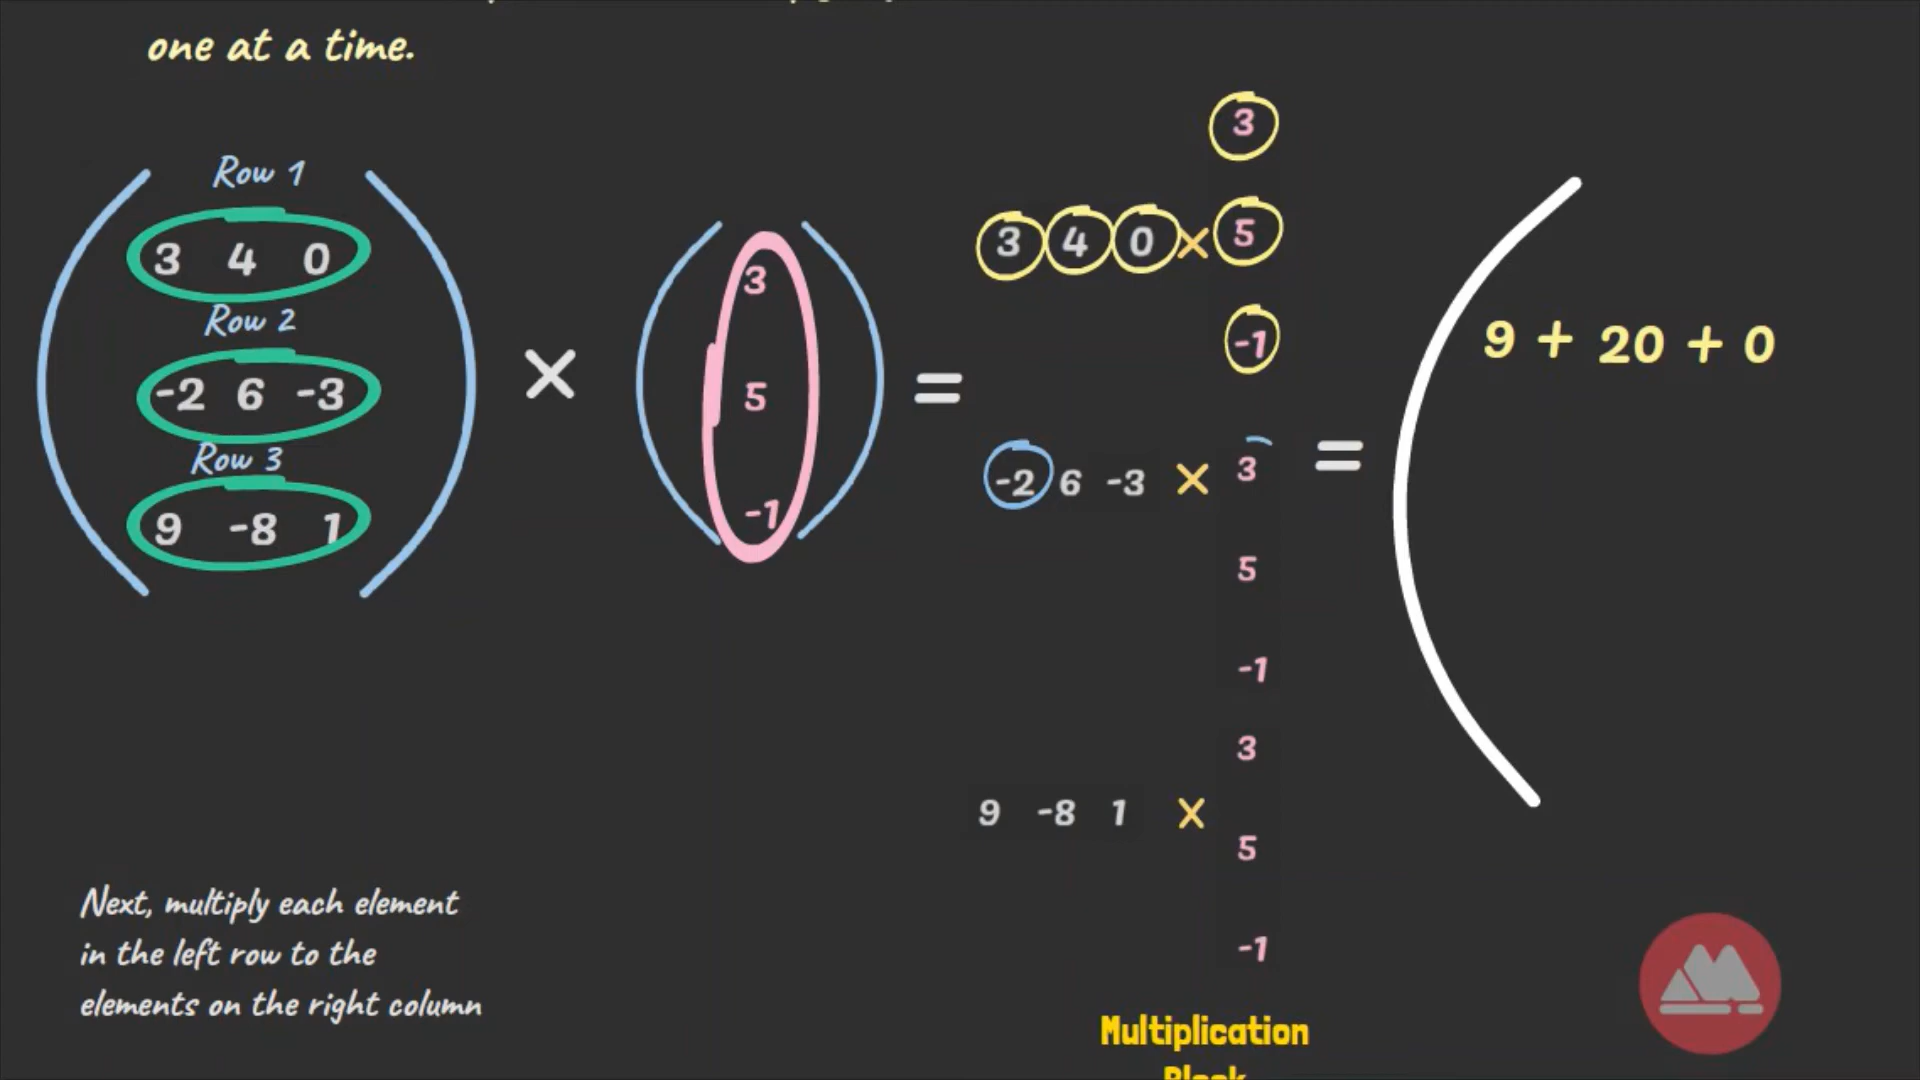 one at a time.
Row 1
3 4 0
Row 2
-2 6 -3
Row 3
9 -8 1
×
3
5
-1
=
3
3 4 0 × 5
-1
-2 6 -3 × 3
5
-1
3
9 -8 1 ×
5
-1
=
9 + 20 + 0
Next, multiply each element
in the left row to the
elements on the right column
Multiplication